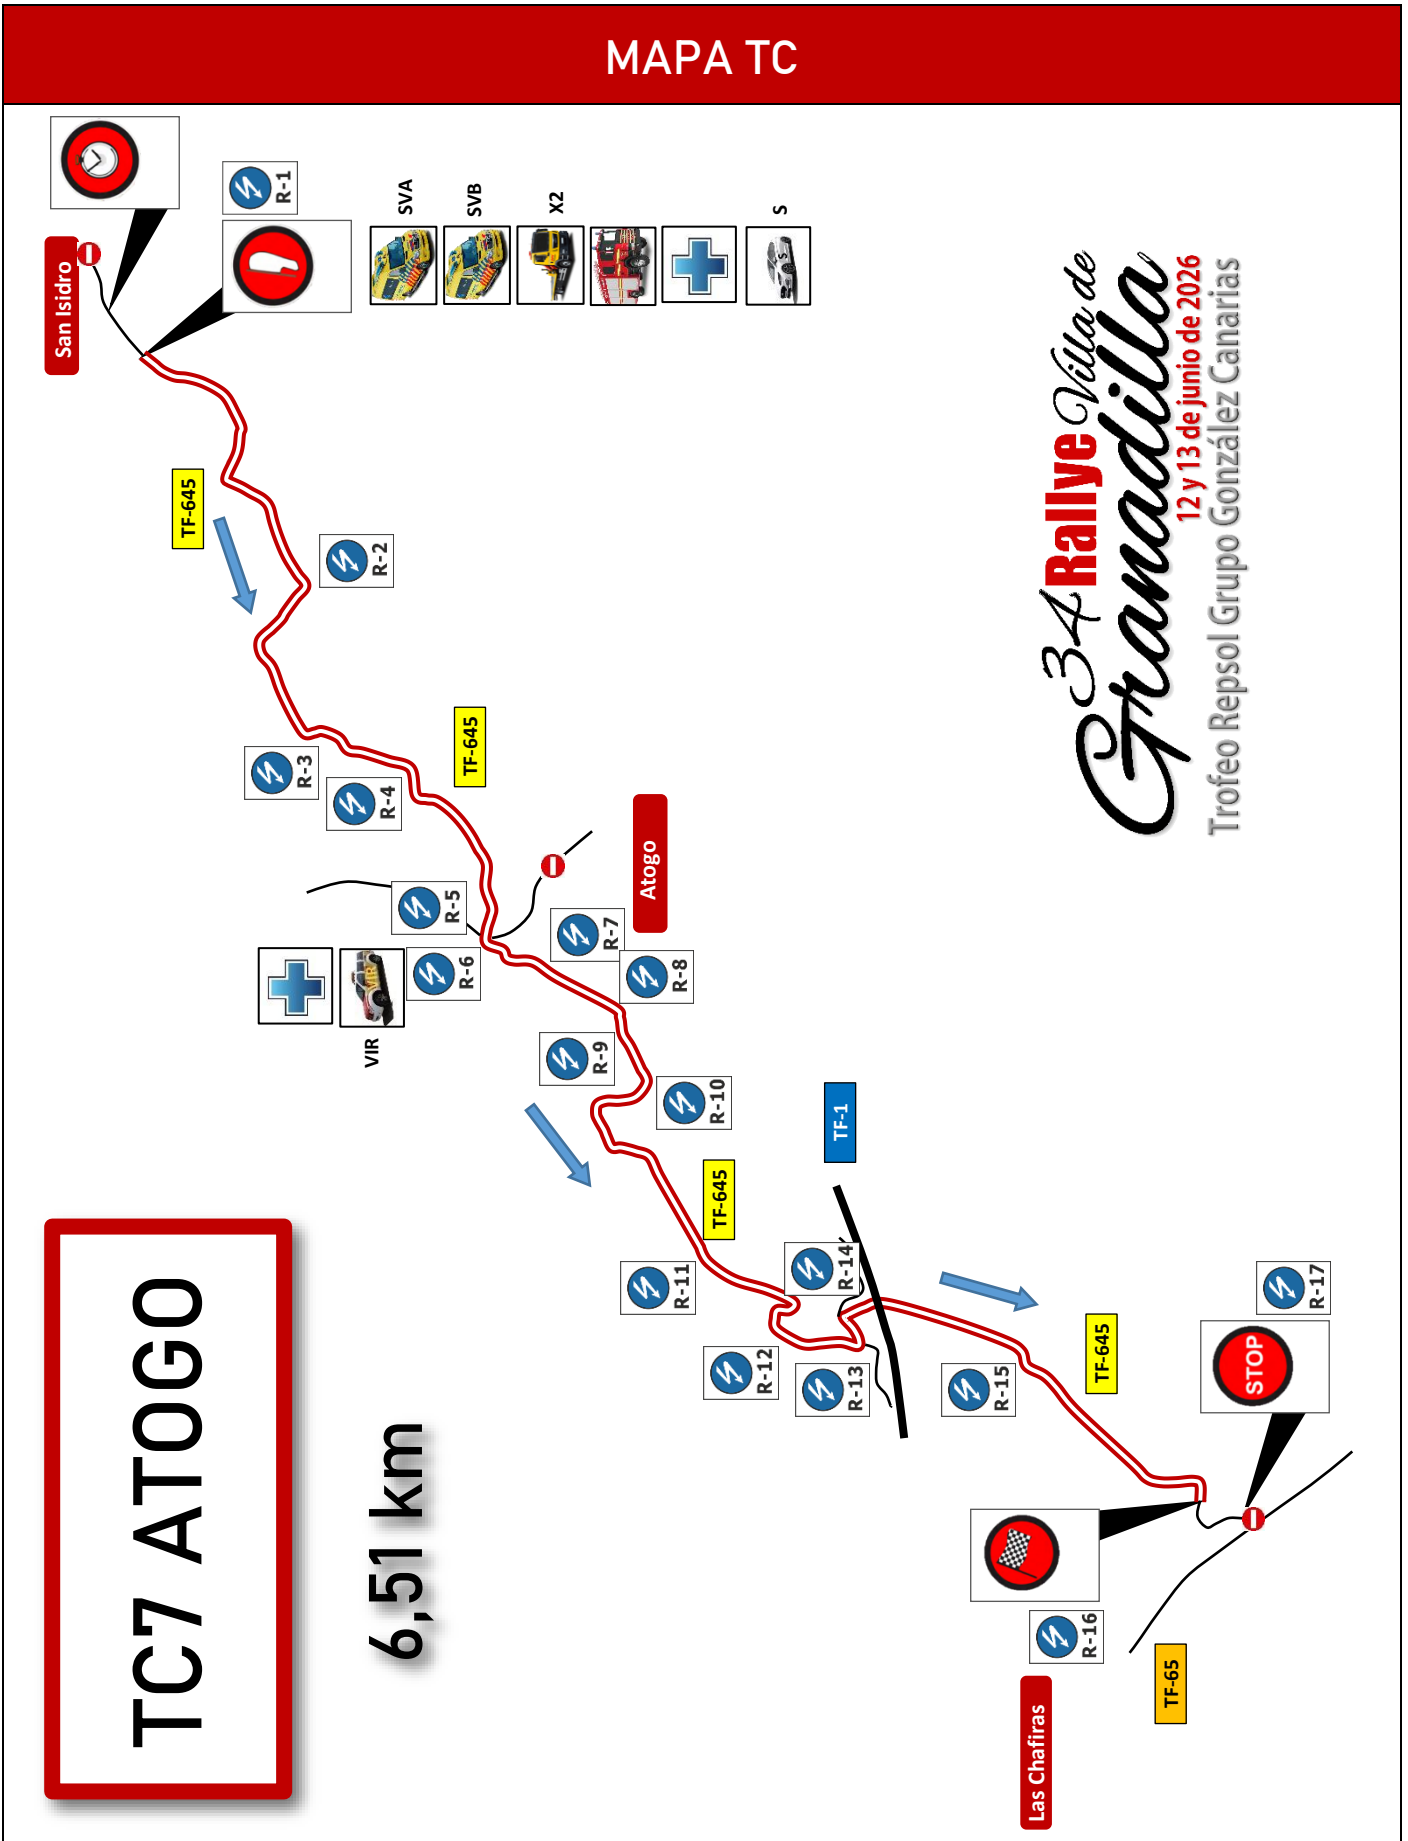 MAPA TC
San Isidro
R-1
SVA
SVB
X2
S
S
TF-645
R-2
R-3
R-4
TF-645
R-5
R-6
VIR
VIR
R-7
R-8
Atogo
R-9
R-10
TF-645
TF-1
R-11
R-12
R-13
R-14
R-15
TF-645
STOP
R-17
R-16
Las Chafiras
TF-65
34 Rallye Villa de
Granadilla
12 y 13 de junio de 2026
Trofeo Repsol Grupo González Canarias
TC7 ATOGO
6,51 km